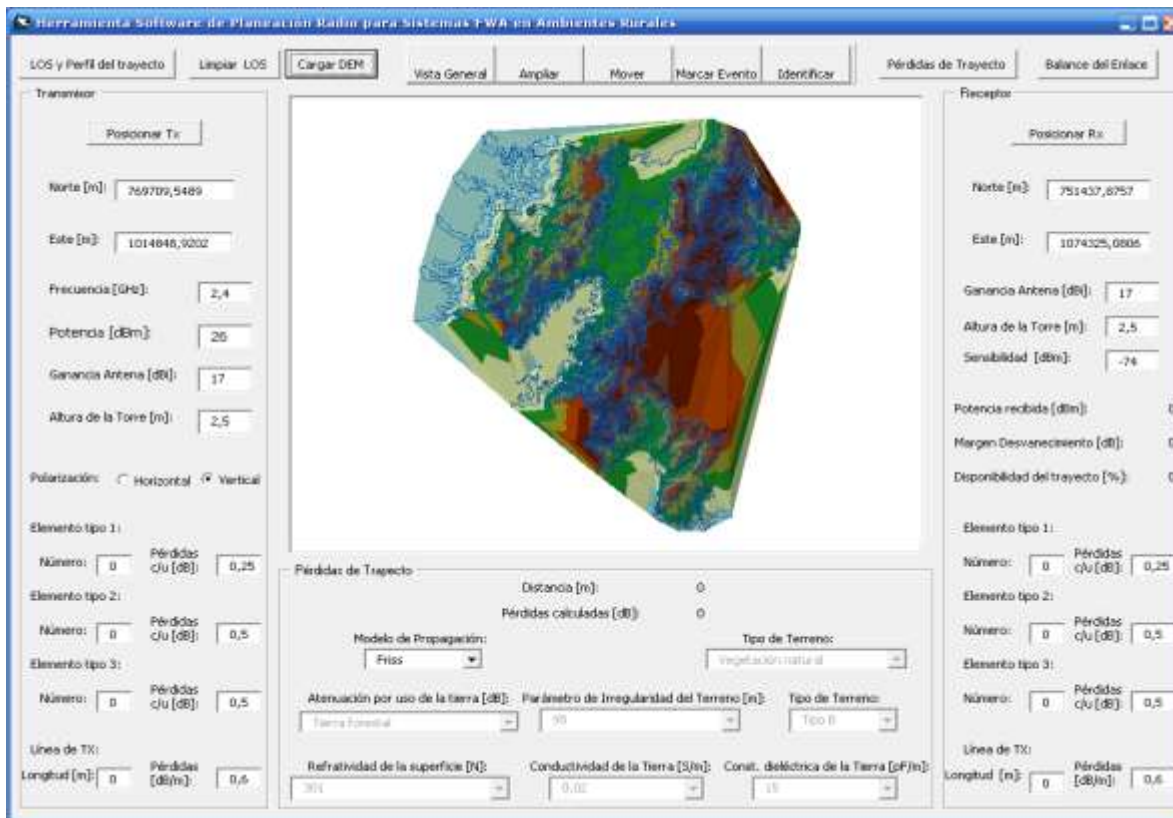 Herramienta Software de Planeación Radio para Sistemas FWA en Ambientes Rurales
LOS y Perfil del trayecto Limpiar LOS Cargar DEM Vista General Ampliar Mover Marcar Evento Identificar Pérdidas de Trayecto Balance del Enlace
Transmisor
Posicionar Tx
Norte [m]: 769709,5489
Este [m]: 1014848,9202
Frecuencia [GHz]: 2,4
Potencia [dBm]: 26
Ganancia Antena [dBi]: 17
Altura de la Torre [m]: 2,5
Polarización: Horizontal Vertical
Elemento tipo 1:
Número: 0 Pérdidas c/u [dB]: 0,25
Elemento tipo 2:
Número: 0 Pérdidas c/u [dB]: 0,5
Elemento tipo 3:
Número: 0 Pérdidas c/u [dB]: 0,5
Línea de TX:
Longitud [m]: 0 Pérdidas [dB/m]: 0,6
Pérdidas de Trayecto
Distancia [m]: 0
Pérdidas calculadas [dB]: 0
Modelo de Propagación: Tipo de Terreno:
Friss Vegetación natural
Atenuación por uso de la tierra [dB]: Parámetro de Irregularidad del Terreno [m]: Tipo de Terreno:
Tierra Forestal 90 Tipo B
Refratividad de la superficie [N]: Conductividad de la Tierra [S/m]: Const. dieléctrica de la Tierra [pF/m]:
301 0.02 15
Receptor
Posicionar Rx
Norte [m]: 751437,8757
Este [m]: 1074325,0806
Ganancia Antena [dBi]: 17
Altura de la Torre [m]: 2,5
Sensibilidad [dBm]: -74
Potencia recibida [dBm]: 0
Margen Desvanecimiento [dB]: 0
Disponibilidad del trayecto [%]: 0
Elemento tipo 1:
Número: 0 Pérdidas c/u [dB]: 0,25
Elemento tipo 2:
Número: 0 Pérdidas c/u [dB]: 0,5
Elemento tipo 3:
Número: 0 Pérdidas c/u [dB]: 0,5
Línea de TX:
Longitud [m]: 0 Pérdidas [dB/m]: 0,6